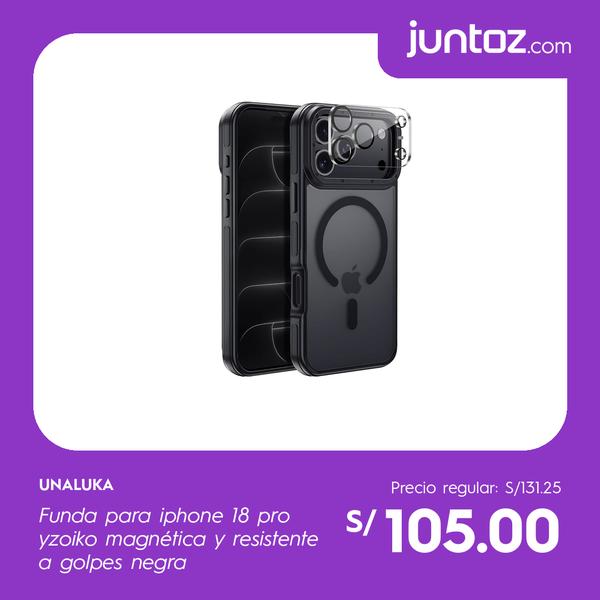 juntoz.com
UNALUKA
Funda para iphone 18 pro
yzoiko magnética y resistente
a golpes negra
Precio regular: S/131.25
S/105.00